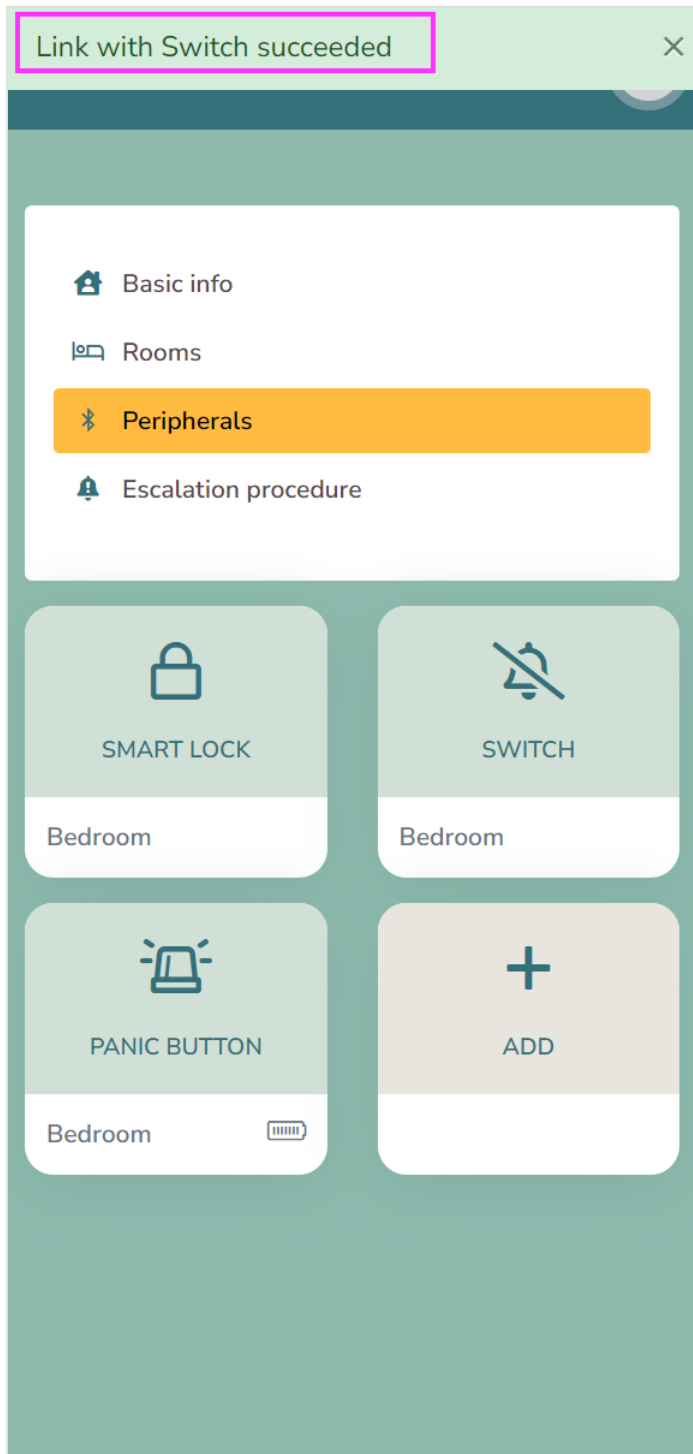 Link with Switch succeeded
Basic info
Rooms
Peripherals
Escalation procedure
SMART LOCK
SWITCH
Bedroom
Bedroom
PANIC BUTTON
ADD
Bedroom